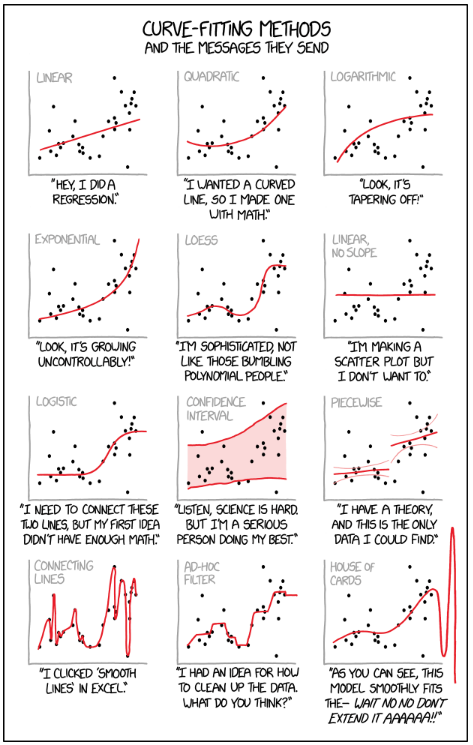 CURVE-FITTING METHODS
AND THE MESSAGES THEY SEND
LINEAR
"HEY, I DID A
REGRESSION."
QUADRATIC
"I WANTED A CURVED
LINE, SO I MADE ONE
WITH MATH."
LOGARITHMIC
"LOOK, IT'S
TAPERING OFF!"
EXPONENTIAL
"LOOK, IT'S GROWING
UNCONTROLLABLY!"
LOESS
"I'M SOPHISTICATED, NOT
LIKE THOSE BUMBLING
POLYNOMIAL PEOPLE."
LINEAR,
NO SLOPE
"I'M MAKING A
SCATTER PLOT BUT
I DON'T WANT TO."
LOGISTIC
"I NEED TO CONNECT THESE
TWO LINES, BUT MY FIRST IDEA
DIDN'T HAVE ENOUGH MATH."
CONFIDENCE
INTERVAL
"LISTEN, SCIENCE IS HARD.
BUT I'M A SERIOUS
PERSON DOING MY BEST."
PIECEWISE
"I HAVE A THEORY,
AND THIS IS THE ONLY
DATA I COULD FIND."
CONNECTING
LINES
"I CLICKED 'SMOOTH
LINES' IN EXCEL."
AD-HOC
FILTER
"I HAD AN IDEA FOR HOW
TO CLEAN UP THE DATA.
WHAT DO YOU THINK?"
HOUSE OF
CARDS
"AS YOU CAN SEE, THIS
MODEL SMOOTHLY FITS
THE- WAIT NO NO DON'T
EXTEND IT AAAAAA!!"